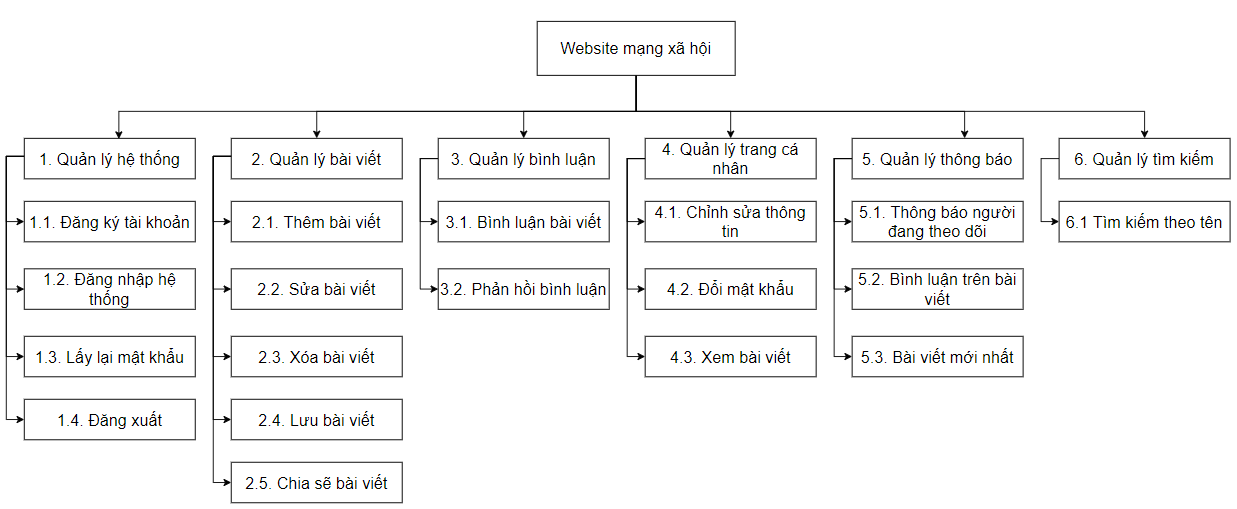 Website mạng xã hội
1. Quản lý hệ thống
1.1. Đăng ký tài khoản
1.2. Đăng nhập hệ
thống
1.3. Lấy lại mật khẩu
1.4. Đăng xuất
2. Quản lý bài viết
2.1. Thêm bài viết
2.2. Sửa bài viết
2.3. Xóa bài viết
2.4. Lưu bài viết
2.5. Chia sẽ bài viết
3. Quản lý bình luận
3.1. Bình luận bài viết
3.2. Phản hồi bình luận
4. Quản lý trang cá
nhân
4.1. Chỉnh sửa thông
tin
4.2. Đổi mật khẩu
4.3. Xem bài viết
5. Quản lý thông báo
5.1. Thông báo người
đang theo dõi
5.2. Bình luận trên bài
viết
5.3. Bài viết mới nhất
6. Quản lý tìm kiếm
6.1 Tìm kiếm theo tên